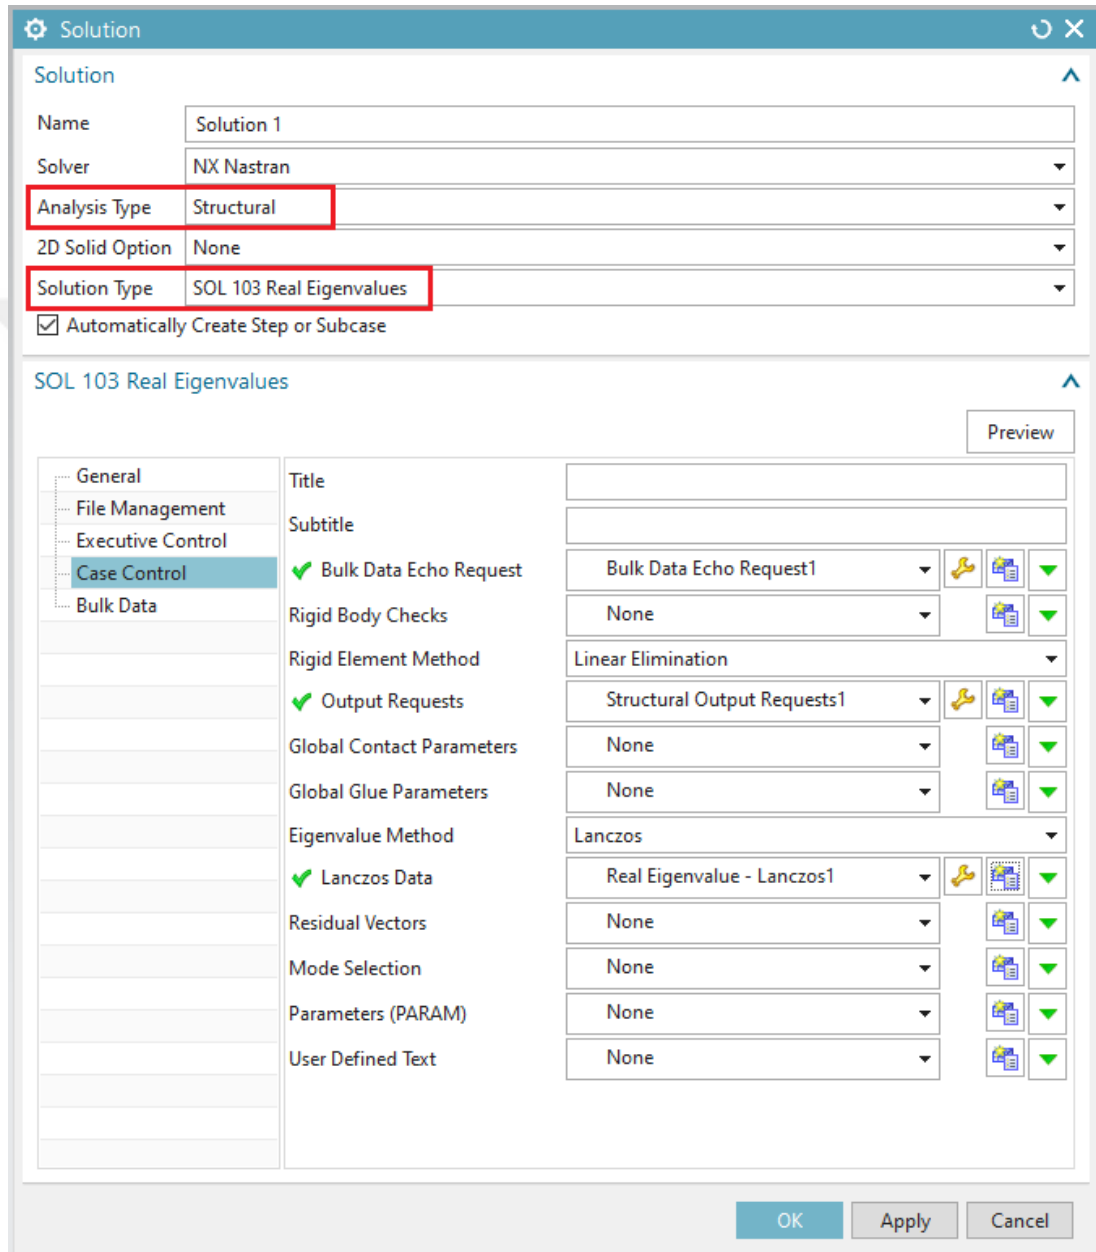 Solution
Solution
Name Solution 1
Solver NX Nastran
Analysis Type Structural
2D Solid Option None
Solution Type SOL 103 Real Eigenvalues
Automatically Create Step or Subcase
SOL 103 Real Eigenvalues
Preview
General
File Management
Executive Control
Case Control
Bulk Data
Title
Subtitle
Bulk Data Echo Request Bulk Data Echo Request1
Rigid Body Checks None
Rigid Element Method Linear Elimination
Output Requests Structural Output Requests1
Global Contact Parameters None
Global Glue Parameters None
Eigenvalue Method Lanczos
Lanczos Data Real Eigenvalue - Lanczos1
Residual Vectors None
Mode Selection None
Parameters (PARAM) None
User Defined Text None
OK Apply Cancel